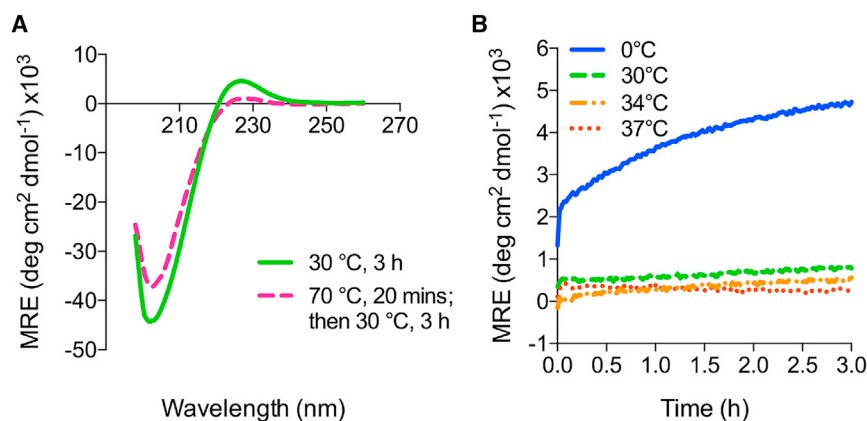 A
MRE (deg cm² dmol⁻¹) x10³
10
0
-10
-20
-30
-40
-50
210
230
250
270
30 °C, 3 h
70 °C, 20 mins;
then 30 °C, 3 h
Wavelength (nm)
B
MRE (deg cm² dmol⁻¹) x10³
6
5
4
3
2
1
0
-1
0°C
30°C
34°C
37°C
0.0
0.5
1.0
1.5
2.0
2.5
3.0
Time (h)